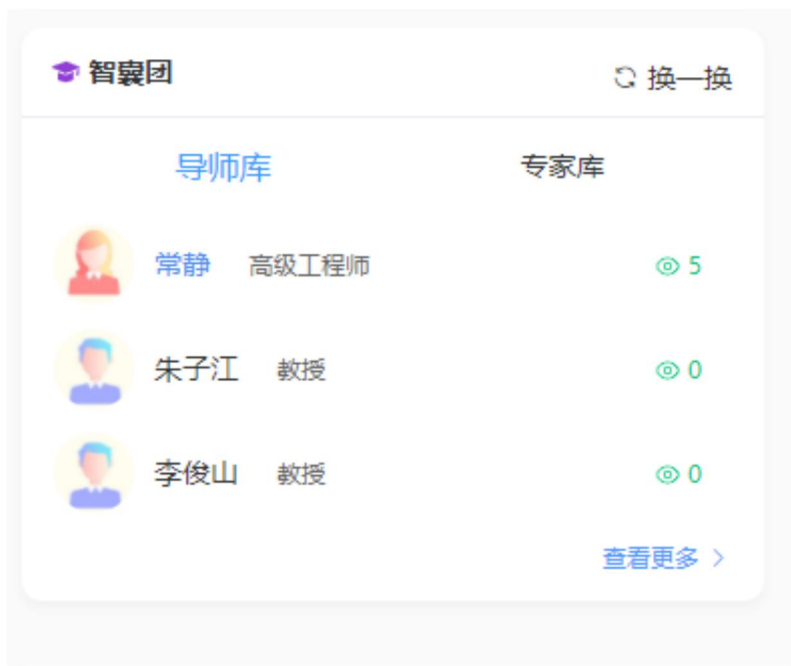 智囊团 换一换
导师库 专家库
常静 高级工程师 5
朱子江 教授 0
李俊山 教授 0
查看更多